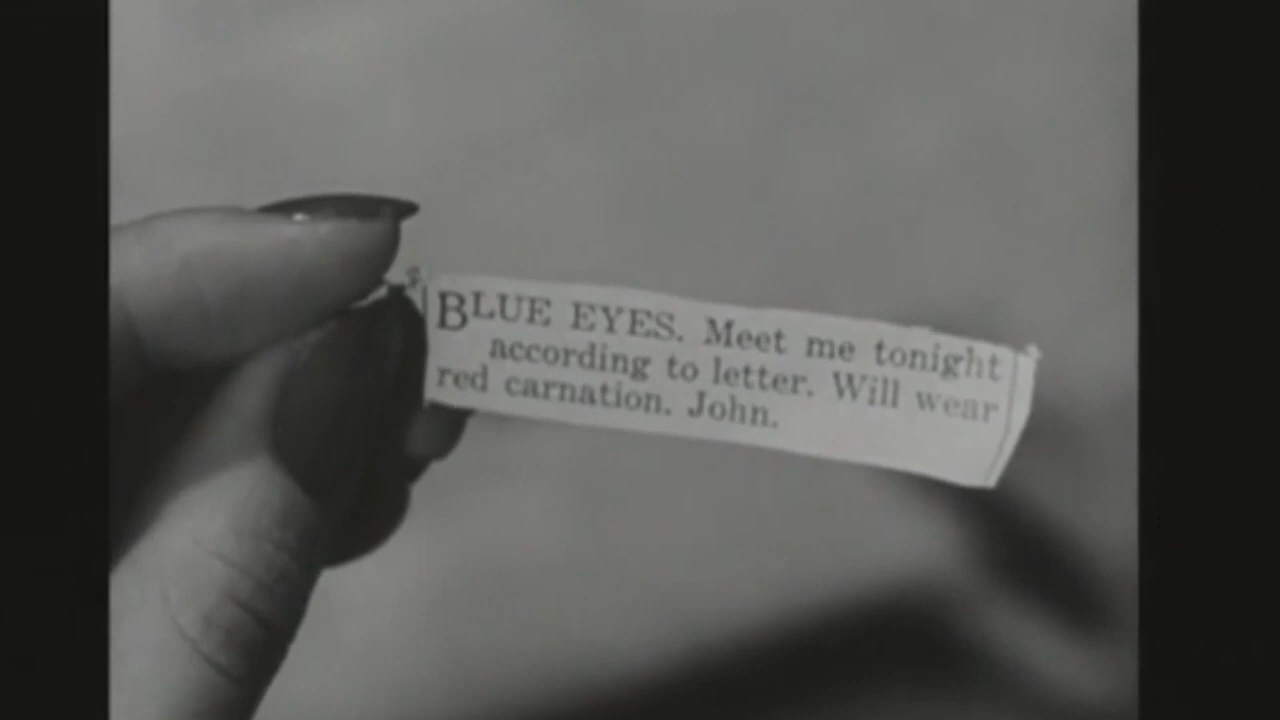 BLUE EYES. Meet me tonight
according to letter. Will wear
red carnation. John.